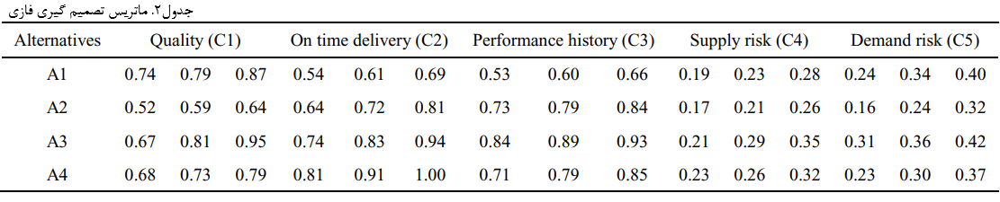 جدول۲. ماتریس تصمیم گیری فازی
Alternatives Quality (C1) On time delivery (C2) Performance history (C3) Supply risk (C4) Demand risk (C5)
A1 0.74 0.79 0.87 0.54 0.61 0.69 0.53 0.60 0.66 0.19 0.23 0.28 0.24 0.34 0.40
A2 0.52 0.59 0.64 0.64 0.72 0.81 0.73 0.79 0.84 0.17 0.21 0.26 0.16 0.24 0.32
A3 0.67 0.81 0.95 0.74 0.83 0.94 0.84 0.89 0.93 0.21 0.29 0.35 0.31 0.36 0.42
A4 0.68 0.73 0.79 0.81 0.91 1.00 0.71 0.79 0.85 0.23 0.26 0.32 0.23 0.30 0.37